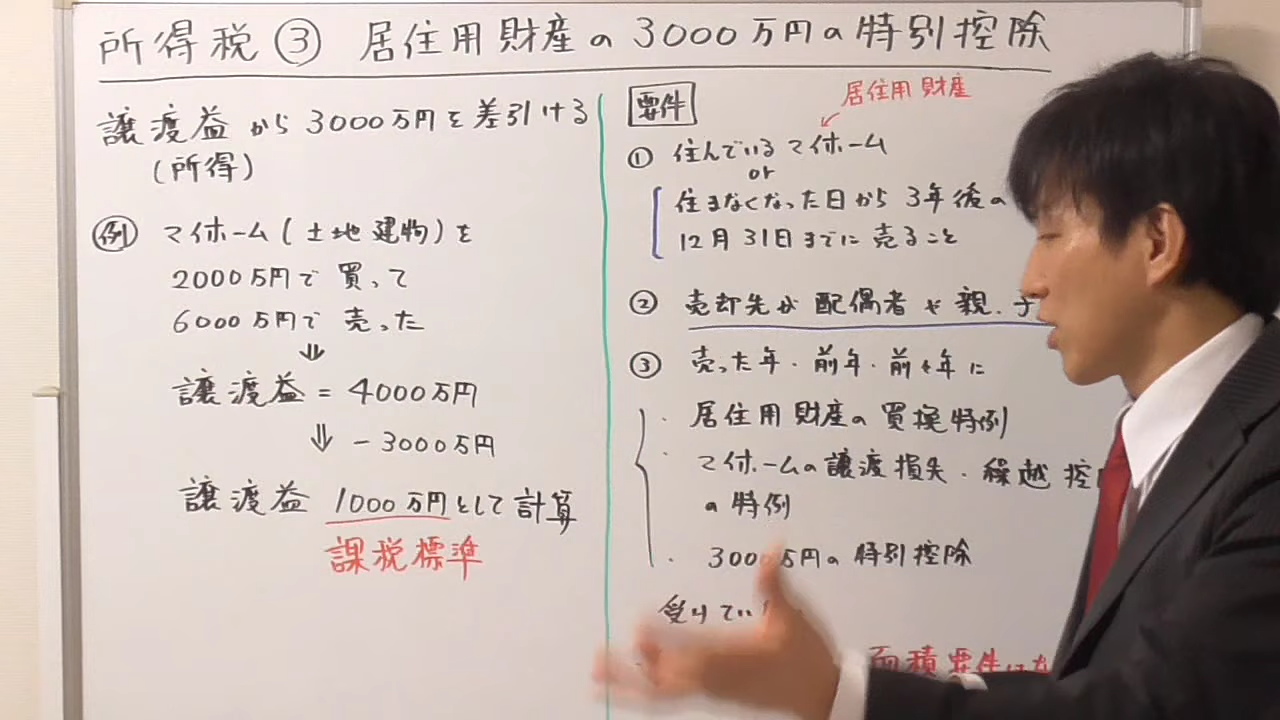 所得税③ 居住用財産の3000万円の特別控除
譲渡益から3000万円を差引ける
(所得)
例 マイホーム(土地建物)を
2000万円で買って
6000万円で売った
⇓
譲渡益=4000万円
⇓ -3000万円
譲渡益 1000万円として計算
課税標準
要件
居住用財産
① 住んでいるマイホーム
or
住まなくなった日から3年後の
12月31日までに売ること
② 売却先が配偶者や親、子
③ 売った年・前年・前々年に
・居住用財産の買換特例
・マイホームの譲渡損失・繰越控
の特例
・3000万円の特別控除
受けてい
面積要件はな